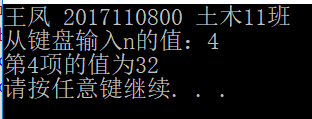 王凤 2017110800 土木11班
从键盘输入n的值：4
第4项的值为32
请按任意键继续. . .